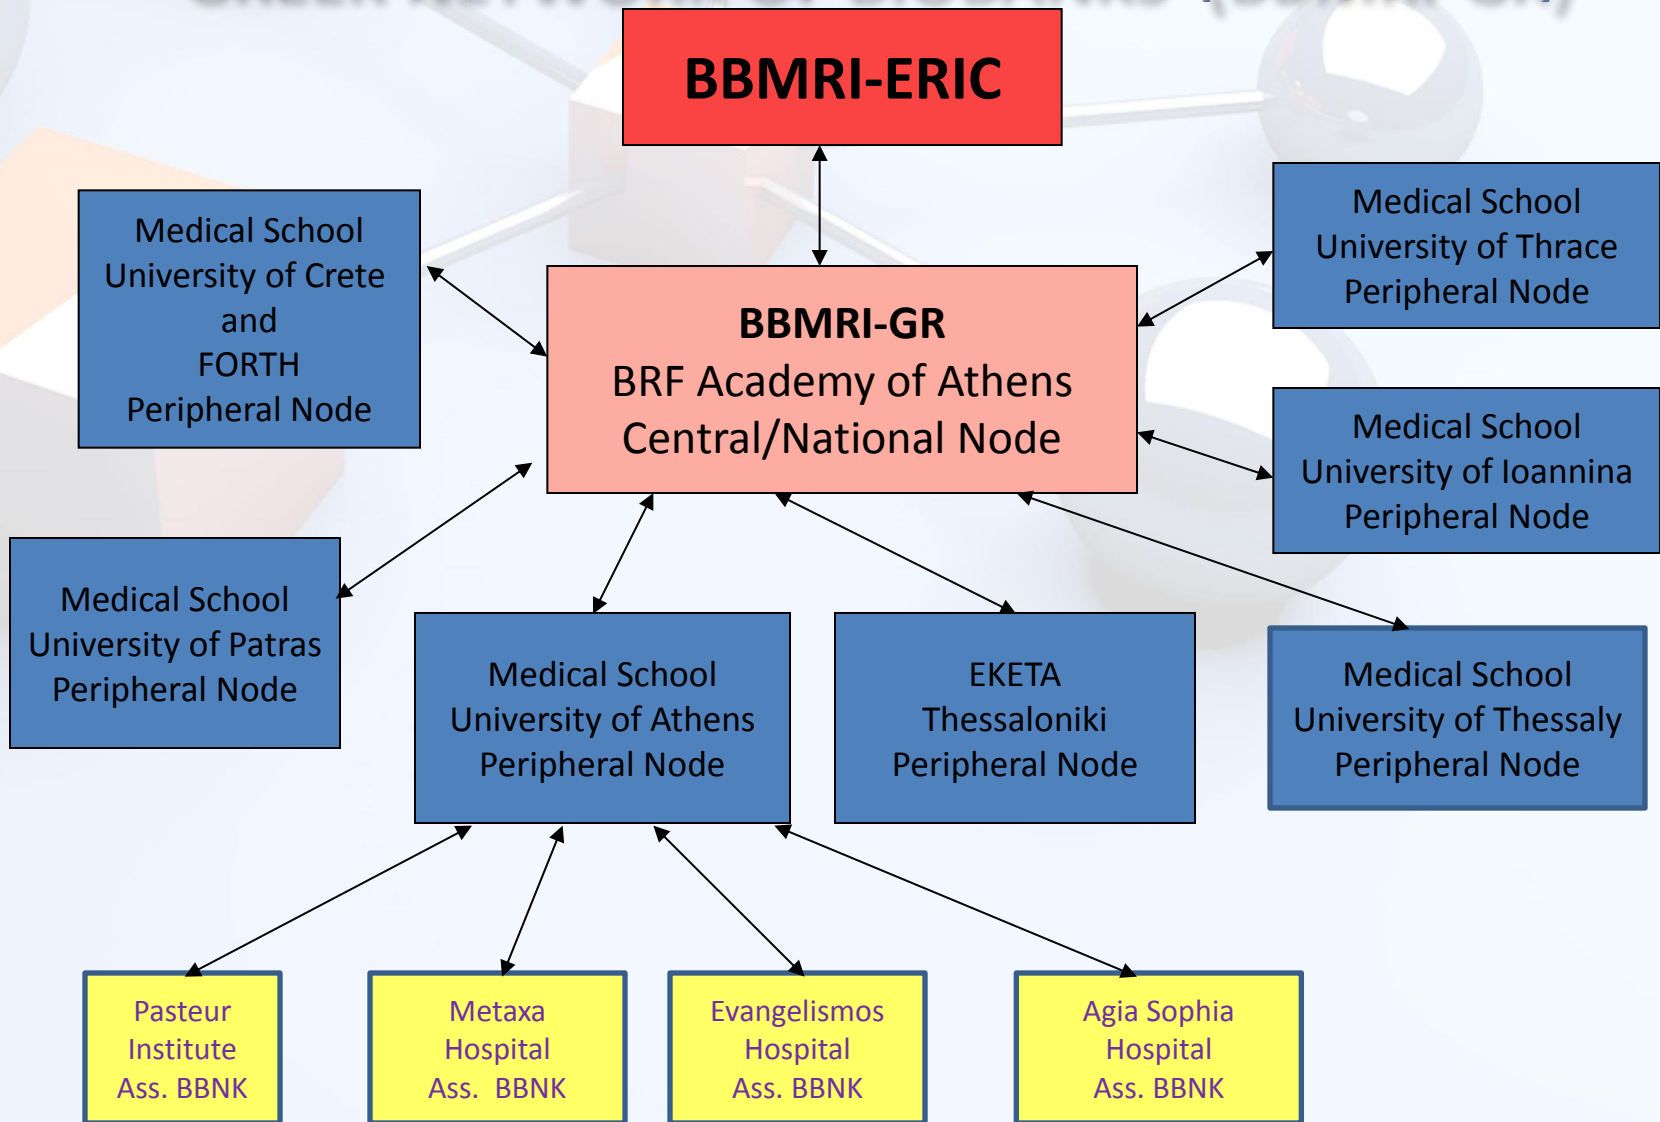 BBMRI-ERIC
Medical School
University of Crete
and
FORTH
Peripheral Node
BBMRI-GR
BRF Academy of Athens
Central/National Node
Medical School
University of Thrace
Peripheral Node
Medical School
University of Ioannina
Peripheral Node
Medical School
University of Patras
Peripheral Node
Medical School
University of Athens
Peripheral Node
EKETA
Thessaloniki
Peripheral Node
Medical School
University of Thessaly
Peripheral Node
Pasteur
Institute
Ass. BBNK
Metaxa
Hospital
Ass.  BBNK
Evangelismos
Hospital
Ass. BBNK
Agia Sophia
Hospital
Ass. BBNK